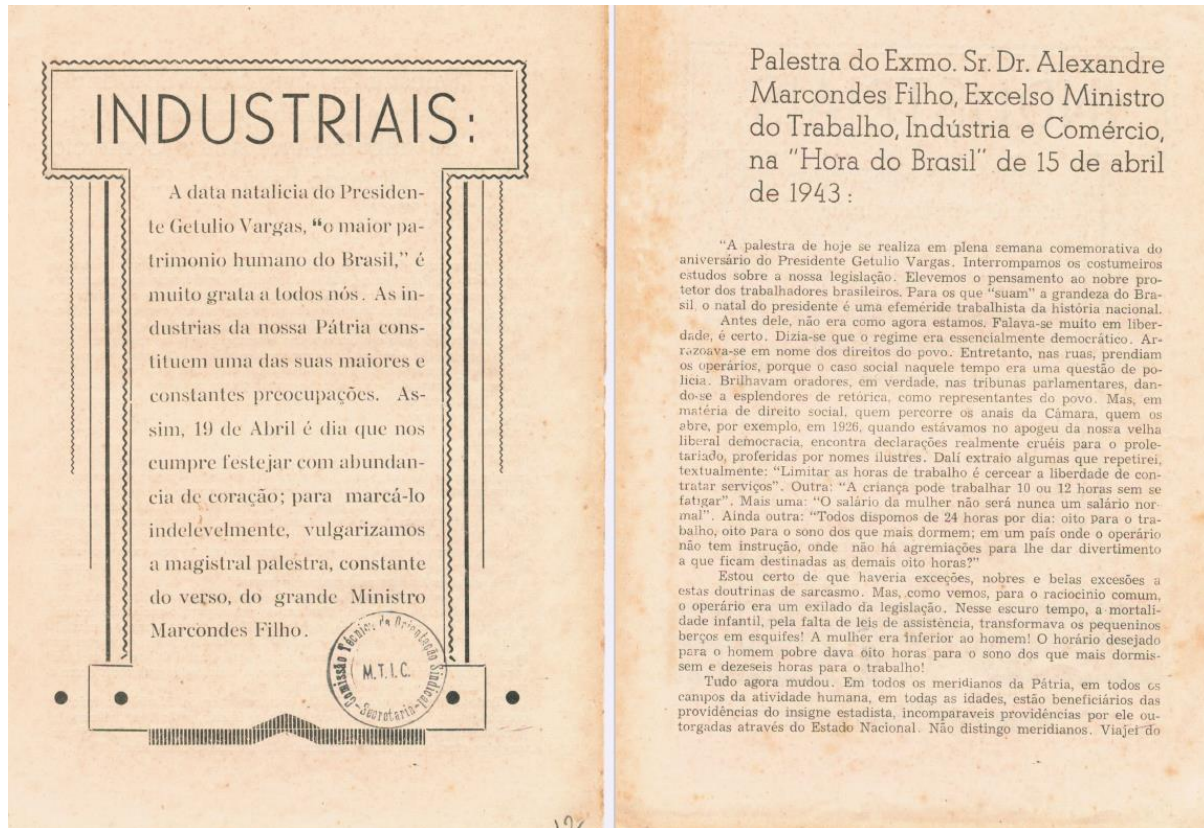 INDUSTRIAIS:
A data natalicia do Presiden-
te Getulio Vargas, “o maior pa-
trimonio humano do Brasil,” é
muito grata a todos nós. As in-
dustrias da nossa Pátria cons-
tituem uma das suas maiores e
constantes preocupações. As-
sim, 19 de Abril é dia que nos
cumpre festejar com abundan-
cia de coração; para marcá-lo
indelévelmente, vulgarizamos
a magistral palestra, constante
do verso, do grande Ministro
Marcondes Filho.
Comissão Técnica de Orientação Sindical
M.T.I.C.
Secretaria
Palestra do Exmo. Sr. Dr. Alexandre
Marcondes Filho, Excelso Ministro
do Trabalho, Indústria e Comércio,
na "Hora do Brasil" de 15 de abril
de 1943:
"A palestra de hoje se realiza em plena semana comemorativa do
aniversário do Presidente Getulio Vargas. Interrompamos os costumeiros
estudos sobre a nossa legislação. Elevemos o pensamento ao nobre pro-
tetor dos trabalhadores brasileiros. Para os que "suam" a grandeza do Bra-
sil o natal do presidente é uma efeméride trabalhista da história nacional.
Antes dele, não era como agora estamos. Falava-se muito em liber-
dade, é certo. Dizia-se que o regime era essencialmente democrático. Ar-
razoava-se em nome dos direitos do povo. Entretanto, nas ruas, prendiam
os operários, porque o caso social naquele tempo era uma questão de po-
lícia. Brilhavam oradores, em verdade, nas tribunas parlamentares, dan-
do-se a esplendores de retórica, como representantes do povo. Mas, em
matéria de direito social, quem percorre os anais da Câmara, quem os
abre, por exemplo, em 1926, quando estávamos no apogeu da nossa velha
liberal democracia, encontra declarações realmente cruéis para o prole-
tariado, proferidas por nomes ilustres. Dalí extraio algumas que repetirei,
textualmente: "Limitar as horas de trabalho é cercear a liberdade de con-
tratar serviços". Outra: "A criança pode trabalhar 10 ou 12 horas sem se
fatigar". Mais uma: "O salário da mulher não será nunca um salário nor-
mal". Ainda outra: "Todos dispomos de 24 horas por dia: oito para o tra-
balho, oito para o sono dos que mais dormem; em um país onde o operário
não tem instrução, onde não há agremiações para lhe dar divertimento
a que ficam destinadas as demais oito horas?"
Estou certo de que haveria exceções, nobres e belas excesões a
estas doutrinas de sarcasmo. Mas, como vemos, para o raciocinio comum,
o operário era um exilado da legislação. Nesse escuro tempo, a mortali-
dade infantil, pela falta de leis de assistência, transformava os pequeninos
berços em esquifes! A mulher era inferior ao homem! O horário desejado
para o homem pobre dava oito horas para o sono dos que mais dormis-
sem e dezeseis horas para o trabalho!
Tudo agora mudou. Em todos os meridianos da Pátria, em todos os
campos da atividade humana, em todas as idades, estão beneficiários das
providências do insigne estadista, incomparaveis providências por ele ou-
torgadas através do Estado Nacional. Não distingo meridianos. Viajei do